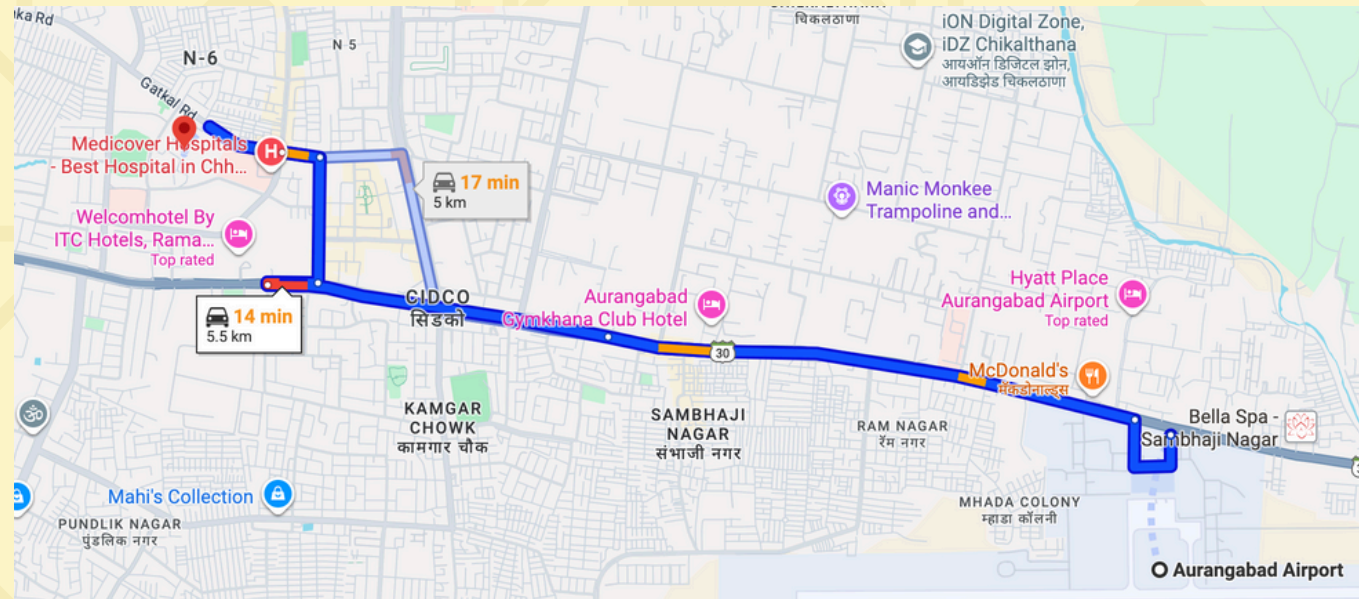 चिकलठाणा
iON Digital Zone,
iDZ Chikalthana
आयऑन डिजिटल झोन,
आयडिझेड चिकलठाणा
ka Rd
N 5
N-6
Gatkal Rd
Medicover Hospitals
- Best Hospital in Chh...
H
17 min
5 km
Manic Monkee
Trampoline and...
Welcomhotel By
ITC Hotels, Rama...
Top rated
14 min
5.5 km
CIDCO
सिडको
Aurangabad
Gymkhana Club Hotel
30
Hyatt Place
Aurangabad Airport
Top rated
McDonald's
मॅकडोनाल्ड्स
KAMGAR
CHOWK
कामगार चौक
SAMBHAJI
NAGAR
संभाजी नगर
RAM NAGAR
रॅम नगर
Bella Spa -
Sambhaji Nagar
Mahi's Collection
PUNDLIK NAGAR
पुंडलिक नगर
MHADA COLONY
म्हाडा कॉलनी
Aurangabad Airport